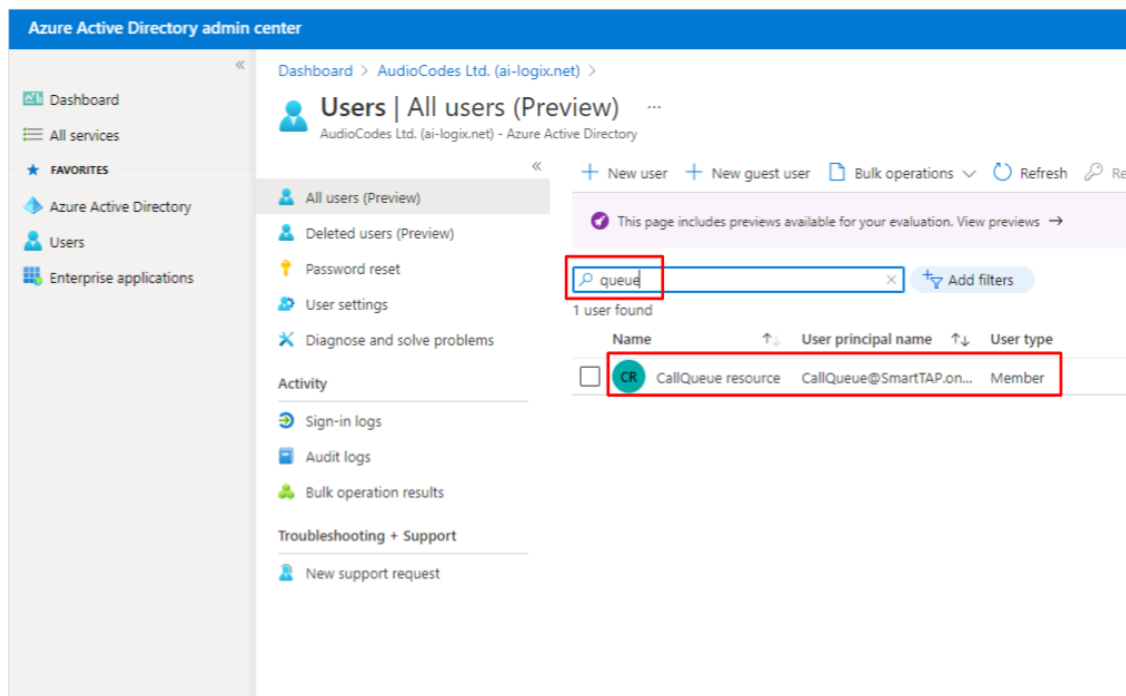 Azure Active Directory admin center
Dashboard
All services
FAVORITES
Azure Active Directory
Users
Enterprise applications
Dashboard > AudioCodes Ltd. (ai-logix.net) >
Users | All users (Preview) ...
AudioCodes Ltd. (ai-logix.net) - Azure Active Directory
All users (Preview)
Deleted users (Preview)
Password reset
User settings
Diagnose and solve problems
Activity
Sign-in logs
Audit logs
Bulk operation results
Troubleshooting + Support
New support request
New user New guest user Bulk operations Refresh Re
This page includes previews available for your evaluation. View previews →
queue Add filters
1 user found
Name User principal name User type
CR CallQueue resource CallQueue@SmartTAP.on... Member